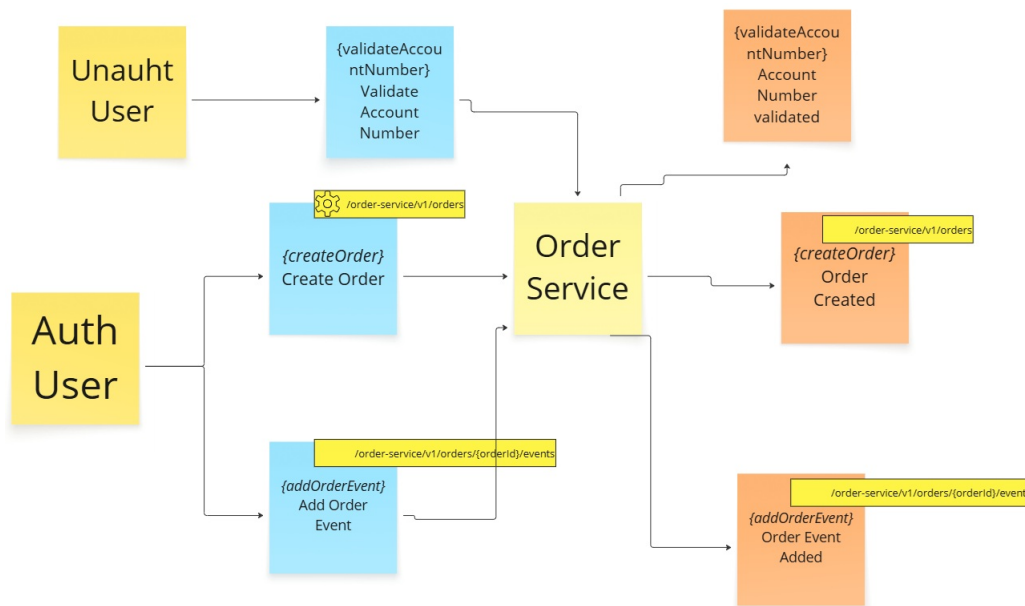 Unauht
User
{validateAccou
ntNumber}
Validate
Account
Number
{validateAccou
ntNumber}
Account
Number
validated
/order-service/v1/orders
{createOrder}
Create Order
Order
Service
/order-service/v1/orders
{createOrder}
Order
Created
Auth
User
/order-service/v1/orders/{orderId}/events
{addOrderEvent}
Add Order
Event
/order-service/v1/orders/{orderId}/event
{addOrderEvent}
Order Event
Added